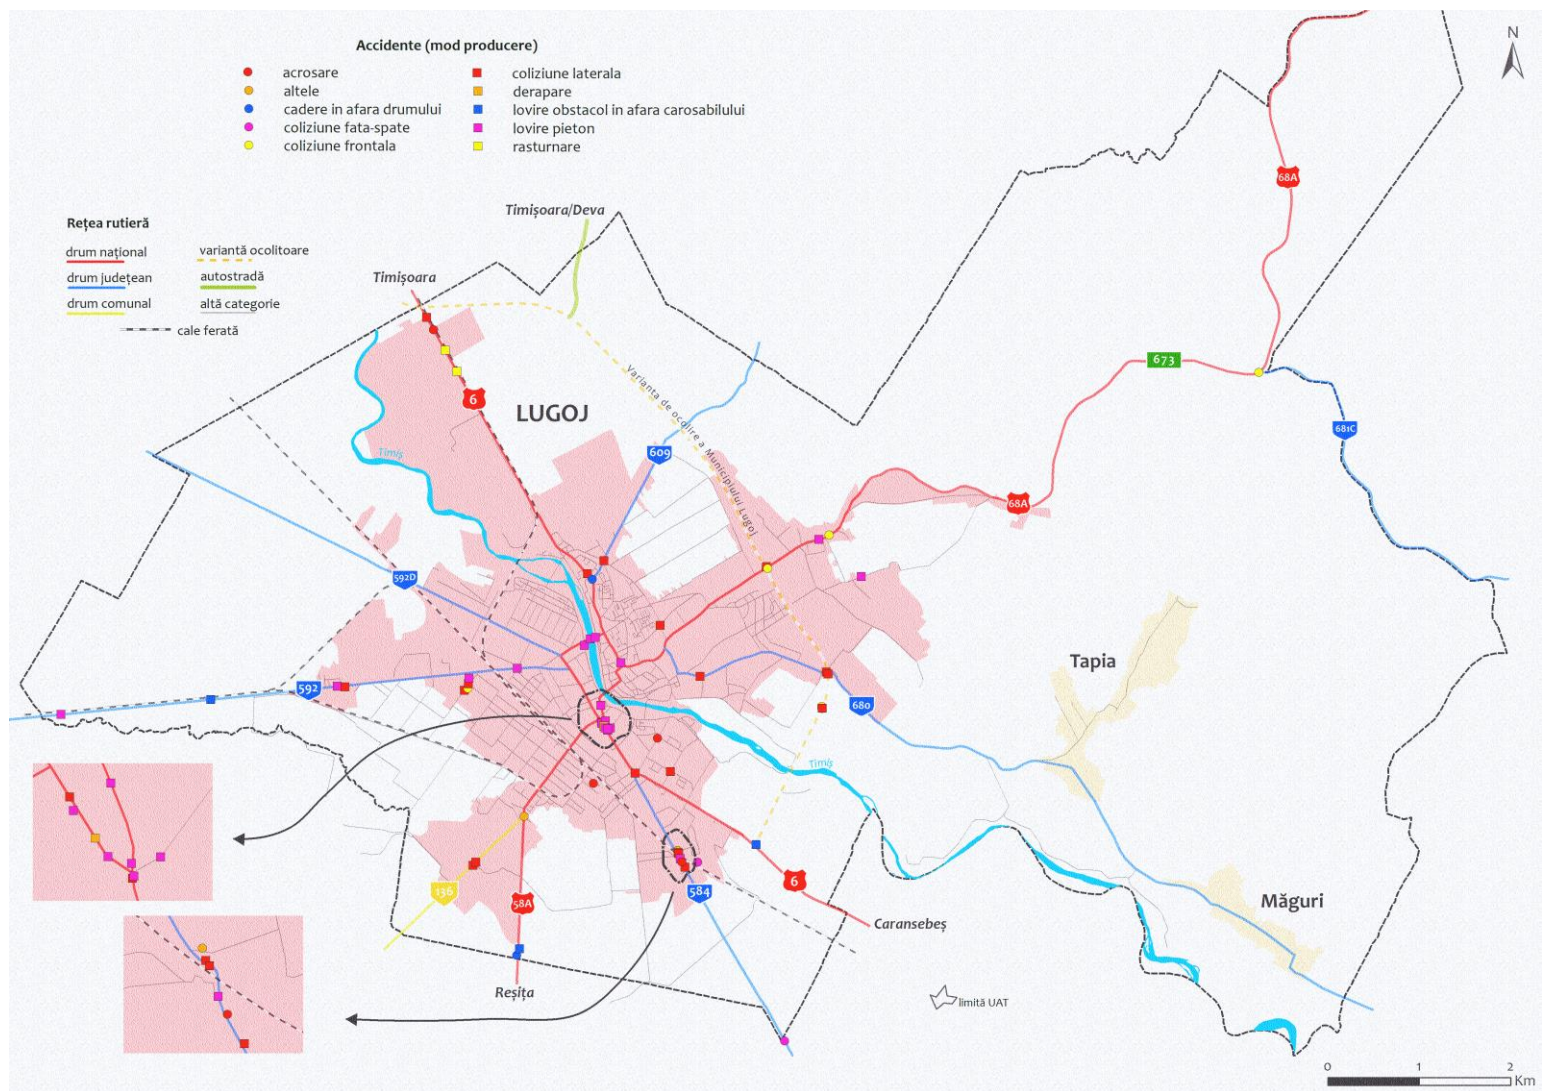 Accidente (mod producere)
acrosare
coliziune laterala
altele
derapare
cadere in afara drumului
lovire obstacol in afara carosabilului
coliziune fata-spate
lovire pieton
coliziune frontala
rasturnare
N
68A
Rețea rutieră
drum național
variantă ocolitoare
drum județean
autostradă
drum comunal
altă categorie
cale ferată
Timișoara/Deva
Timișoara
673
6
LUGOJ
Varianta de ocolire a Municipiului Lugoj
681C
Timiș
609
68A
592D
Tapia
592
680
Timiș
136
58A
584
6
Măguri
Caransebeș
Reșița
limită UAT
0 1 2
Km